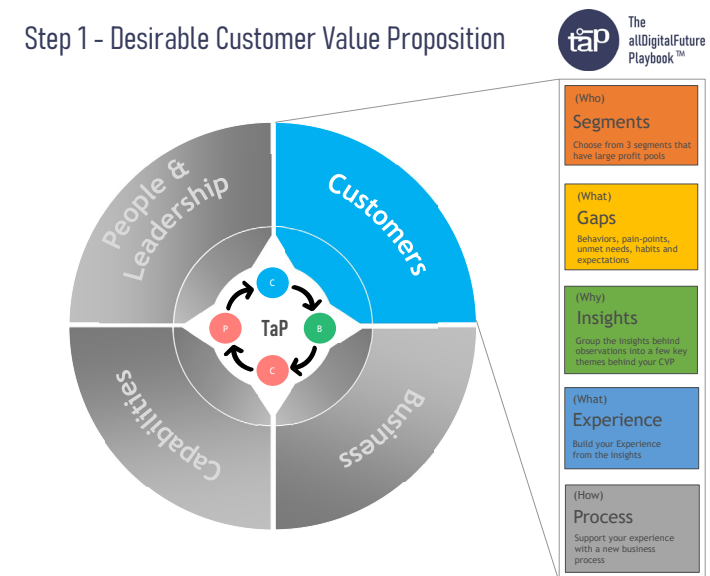 Step 1 - Desirable Customer Value Proposition
tap
The
allDigitalFuture
Playbook ™
People &
Leadership
Customers
Capabilities
Business
C
P
TaP
B
C
(Who)
Segments
Choose from 3 segments that
have large profit pools
(What)
Gaps
Behaviors, pain-points,
unmet needs, habits and
expectations
(Why)
Insights
Group the insights behind
observations into a few key
themes behind your CVP
(What)
Experience
Build your Experience
from the Insights
(How)
Process
Support your experience
with a new business
process